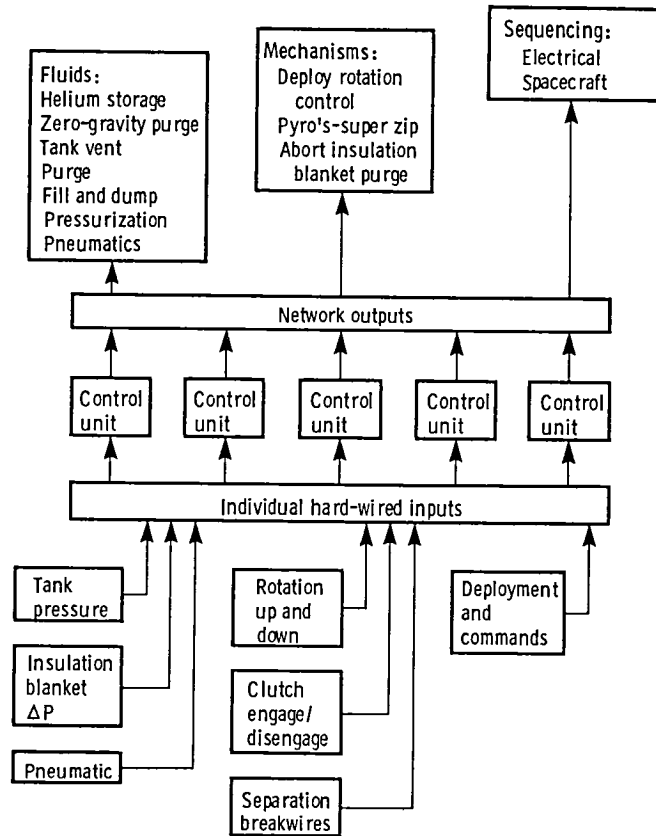 Fluids:
Helium storage
Zero-gravity purge
Tank vent
Purge
Fill and dump
Pressurization
Pneumatics
Mechanisms:
Deploy rotation
control
Pyro's-super zip
Abort insulation
blanket purge
Sequencing:
Electrical
Spacecraft
Network outputs
Control
unit
Control
unit
Control
unit
Control
unit
Control
unit
Individual hard-wired inputs
Tank
pressure
Insulation
blanket
ΔP
Pneumatic
Rotation
up and
down
Clutch
engage/
disengage
Separation
breakwires
Deployment
and
commands